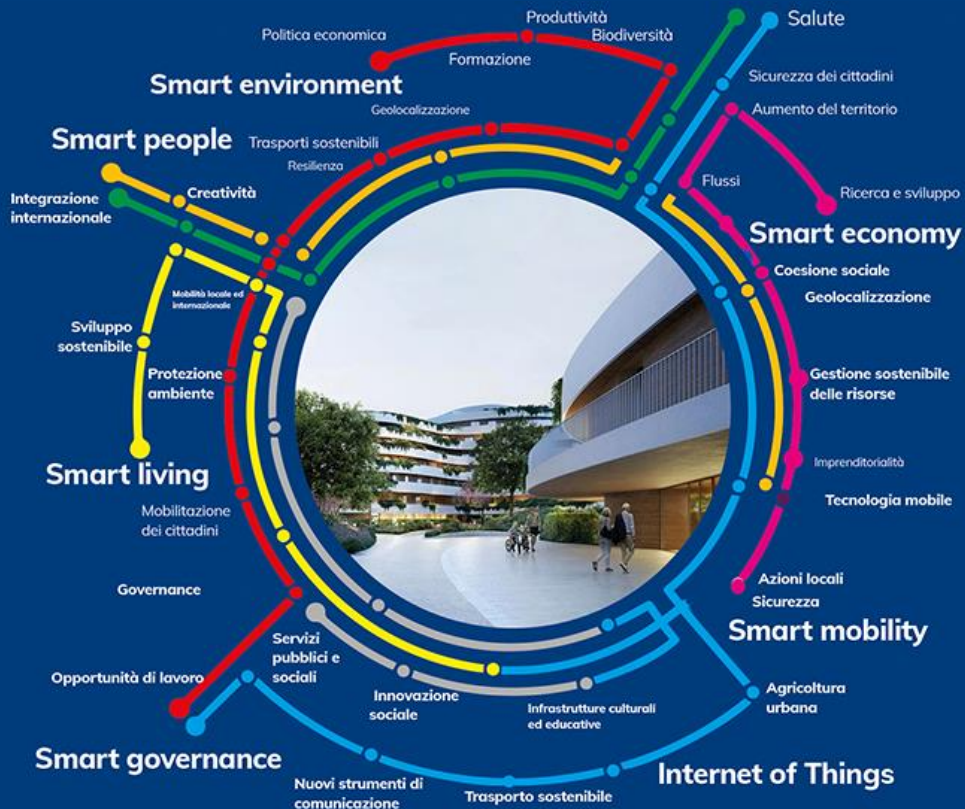 Produttività
Salute
Politica economica
Biodiversità
Formazione
Smart environment
Sicurezza dei cittadini
Geolocalizzazione
Aumento del territorio
Smart people
Trasporti sostenibili
Resilienza
Flussi
Creatività
Integrazione
internazionale
Ricerca e sviluppo
Smart economy
Coesione sociale
Mobilità locale ed
internazionale
Geolocalizzazione
Sviluppo
sostenibile
Protezione
ambiente
Gestione sostenibile
delle risorse
Smart living
Imprenditorialità
Tecnologia mobile
Mobilitazione
dei cittadini
Governance
Azioni locali
Sicurezza
Smart mobility
Servizi
pubblici e
sociali
Opportunità di lavoro
Innovazione
sociale
Infrastrutture culturali
ed educative
Agricoltura
urbana
Smart governance
Internet of Things
Nuovi strumenti di
comunicazione
Trasporto sostenibile